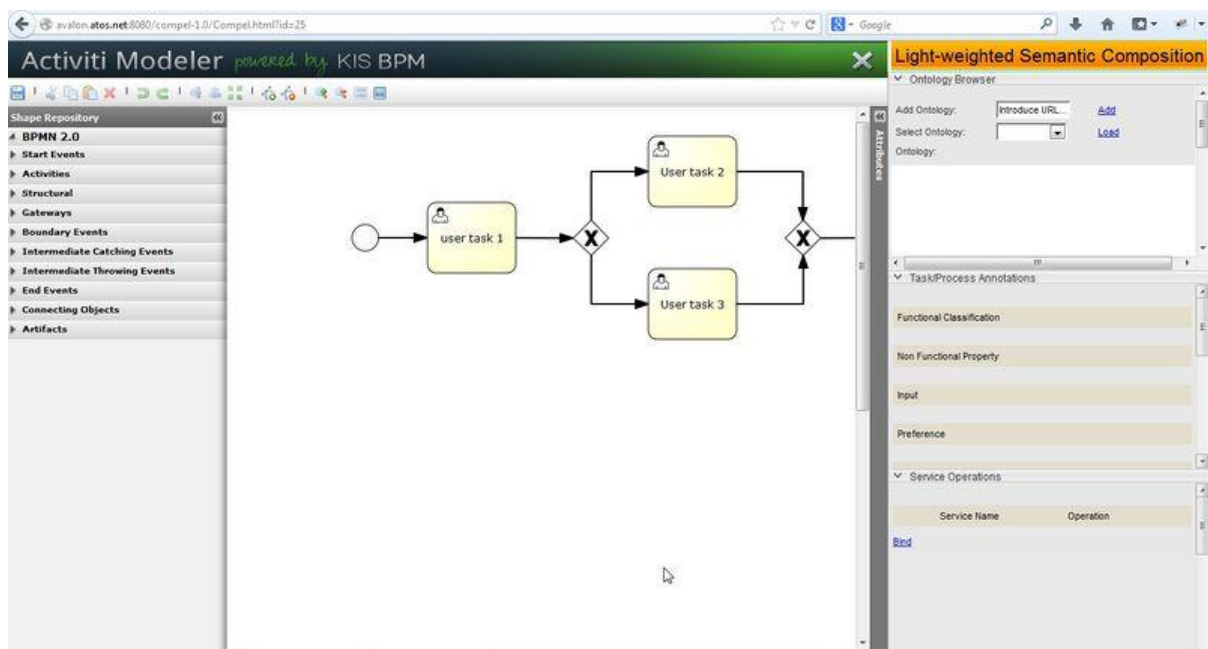 avalon.atos.net:8080/compel-1.0/Compel.html?id=25
Google
Activiti Modeler powered by KIS BPM
Light-weighted Semantic Composition
Ontology Browser
Add Ontology: Introduce URL... Add
Select Ontology: Load
Ontology:
Shape Repository
BPMN 2.0
Start Events
Activities
Structural
Gateways
Boundary Events
Intermediate Catching Events
Intermediate Throwing Events
End Events
Connecting Objects
Artifacts
user task 1
X
User task 2
User task 3
X
Attributes
Task/Process Annotations
Functional Classification
Non Functional Property
Input
Preference
Service Operations
Service Name Operation
Bind